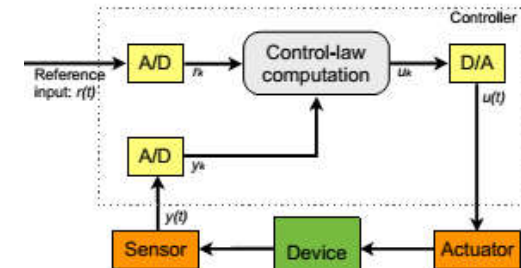 Controller
A/D
Control-law
computation
D/A
Reference
input: r(t)
rk
uk
u(t)
A/D
yk
y(t)
Sensor
Device
Actuator